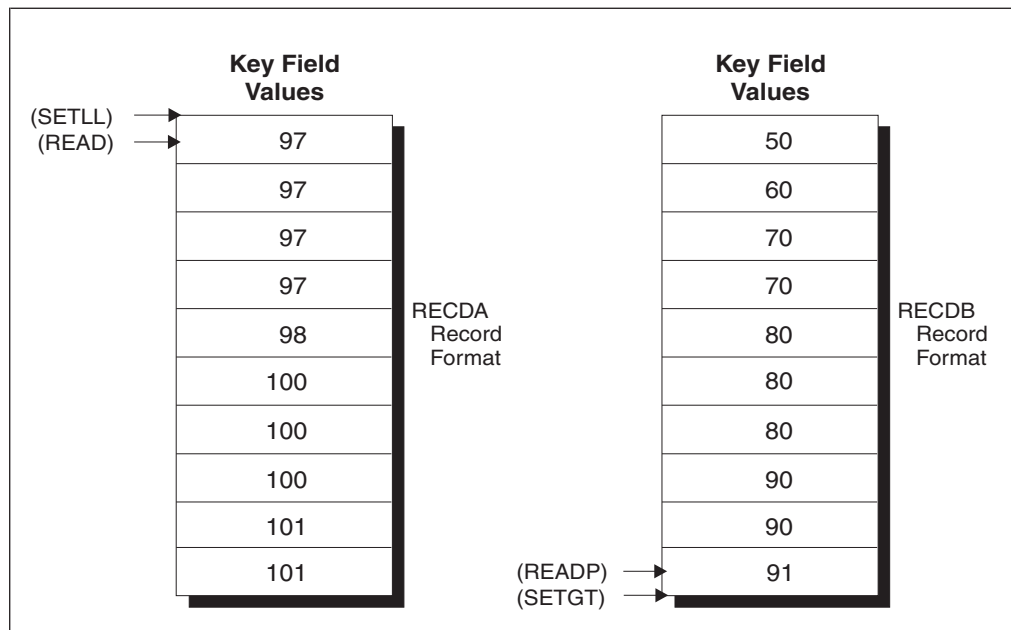 Key Field
Values
(SETLL)
(READ)
97
97
97
97
98
100
100
100
101
101
RECDA
Record
Format
Key Field
Values
50
60
70
70
80
80
80
90
90
91
(READP)
(SETGT)
RECDB
Record
Format